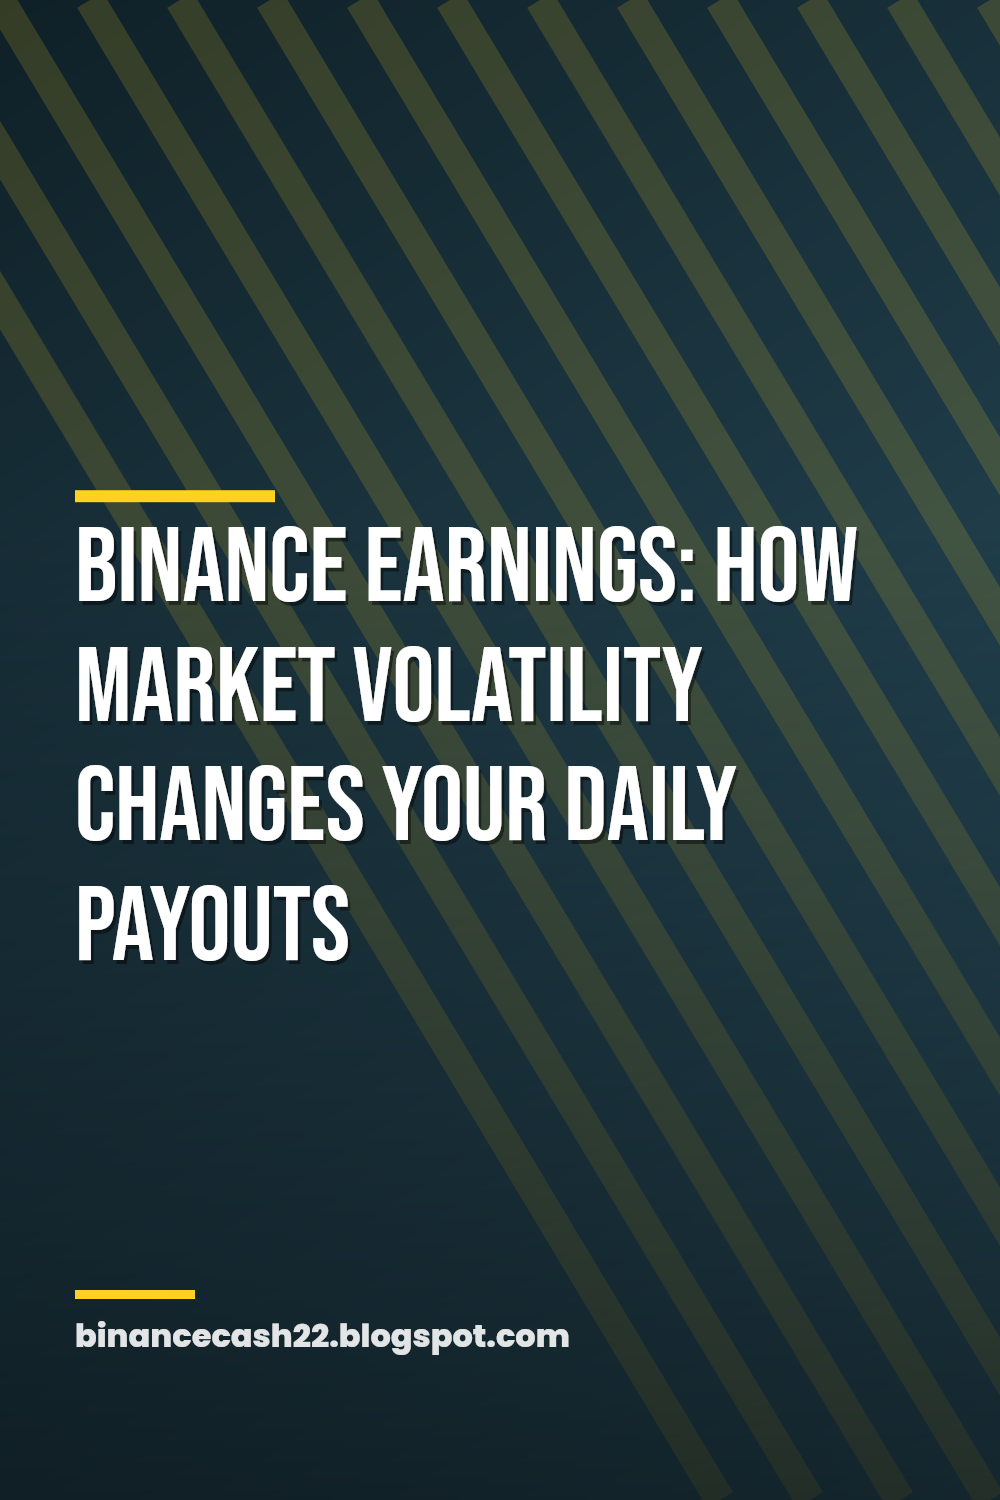 BINANCE EARNINGS: HOW
MARKET VOLATILITY
CHANGES YOUR DAILY
PAYOUTS
binancecash22.blogspot.com